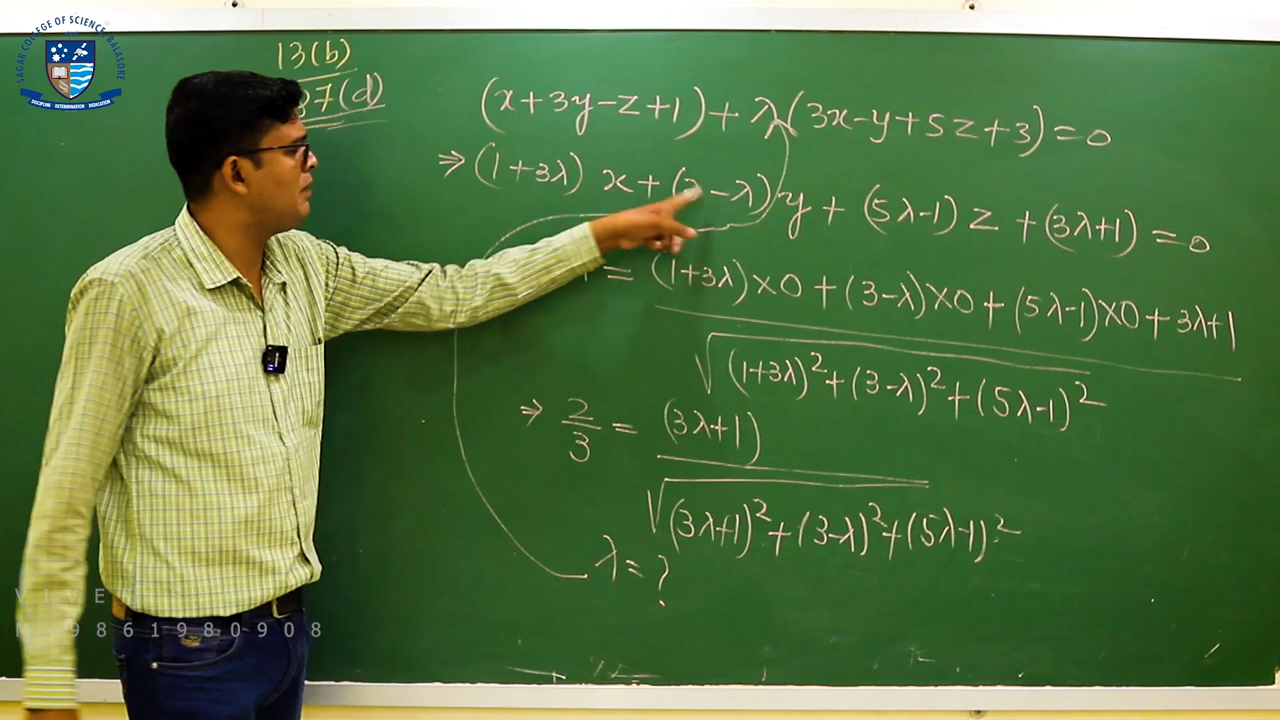 SAGAR COLLEGE OF SCIENCE, BALASORE
DISCIPLINE DETERMINATION DEDICATION
13(b)
37(d)
(x+3y-z+1)+λ(3x-y+5z+3)=0
⇒(1+3λ)x+(3-λ)y+(5λ-1)z+(3λ+1)=0
= (1+3λ)×0+(3-λ)×0+(5λ-1)×0+3λ+1
√(1+3λ)²+(3-λ)²+(5λ-1)²
⇒ 2/3 = (3λ+1)
√(3λ+1)²+(3-λ)²+(5λ-1)²
λ=?
9861980908